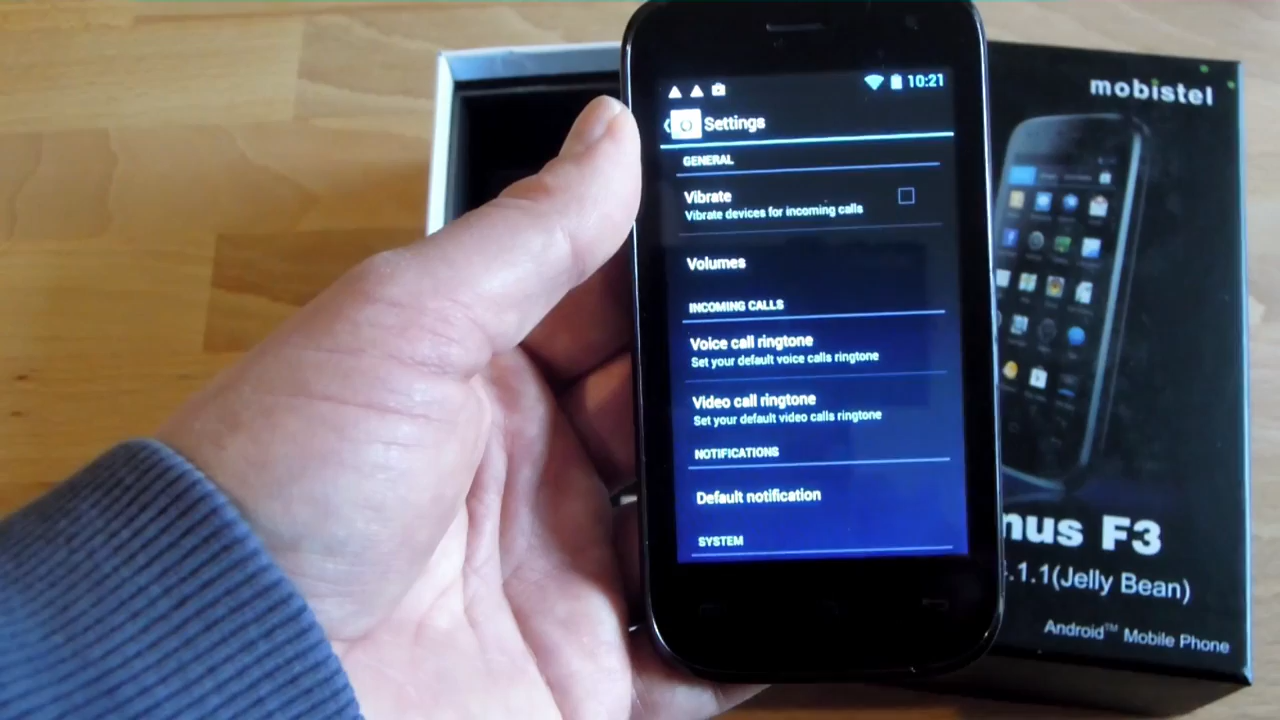 10:21
Settings
GENERAL
Vibrate
Vibrate devices for incoming calls
Volumes
INCOMING CALLS
Voice call ringtone
Set your default voice calls ringtone
Video call ringtone
Set your default video calls ringtone
NOTIFICATIONS
Default notification
SYSTEM
mobistel
nus F3
.1.1(Jelly Bean)
Android™ Mobile Phone